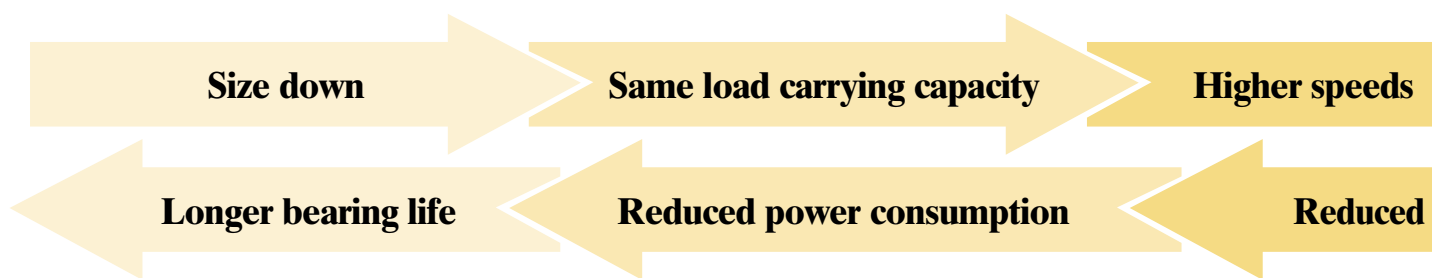 Size down Same load carrying capacity Higher speeds
Longer bearing life Reduced power consumption Reduced